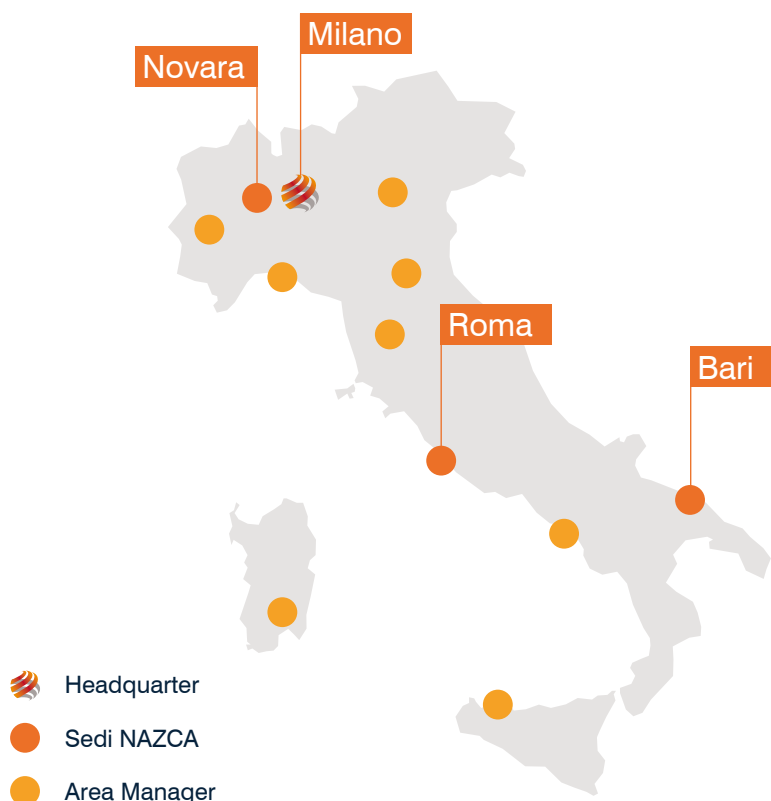 Milano
Novara
Roma
Bari
Headquarter
Sedi NAZCA
Area Manager